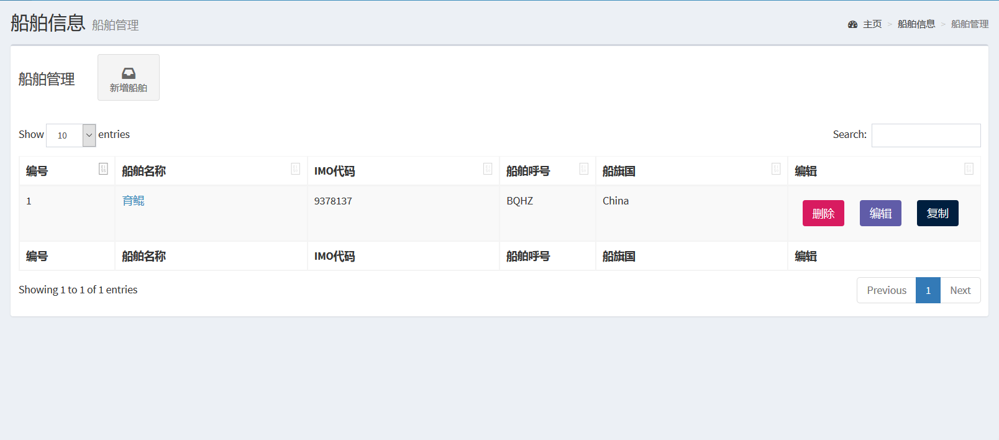 船舶信息 船舶管理
主页 > 船舶信息 > 船舶管理
船舶管理
新增船舶
Show 10 entries
Search:
编号 船舶名称 IMO代码 船舶呼号 船旗国 编辑
1 育鲲 9378137 BQHZ China 删除 编辑 复制
编号 船舶名称 IMO代码 船舶呼号 船旗国 编辑
Showing 1 to 1 of 1 entries
Previous 1 Next